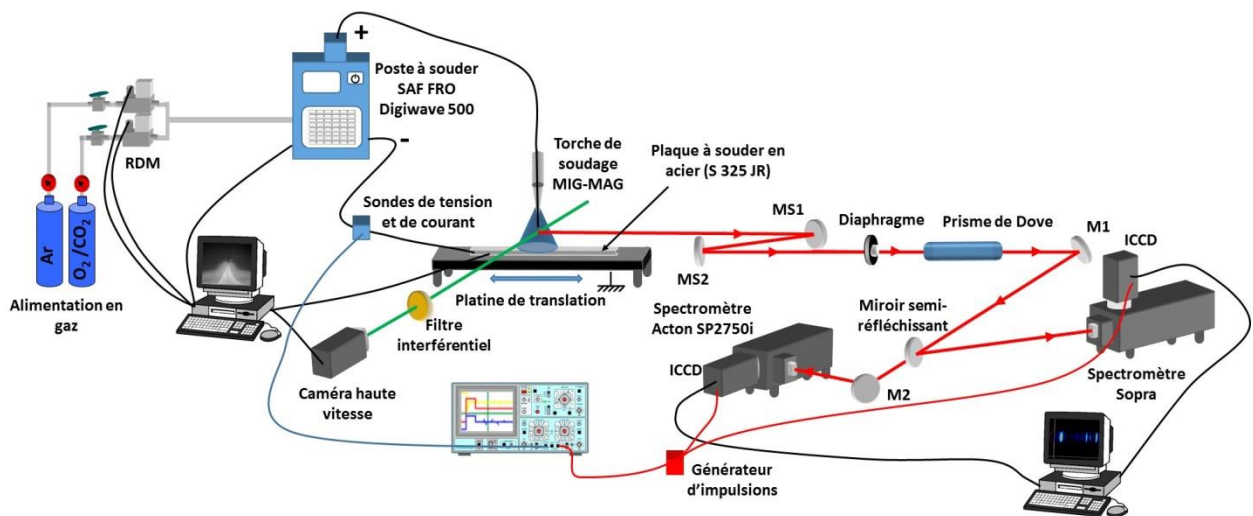 +
Poste à souder
SAF FRO
Digiwave 500
-
RDM
Ar
O2 /CO2
Alimentation en
gaz
Torche de
soudage
MIG-MAG
Plaque à souder en
acier (S 325 JR)
Sondes de tension
et de courant
Platine de translation
Filtre
interférentiel
Caméra haute
vitesse
MS1
MS2
Diaphragme
Prisme de Dove
M1
ICCD
Spectromètre
Acton SP2750i
Miroir semi-
réfléchissant
ICCD
M2
Spectromètre
Sopra
Générateur
d'impulsions